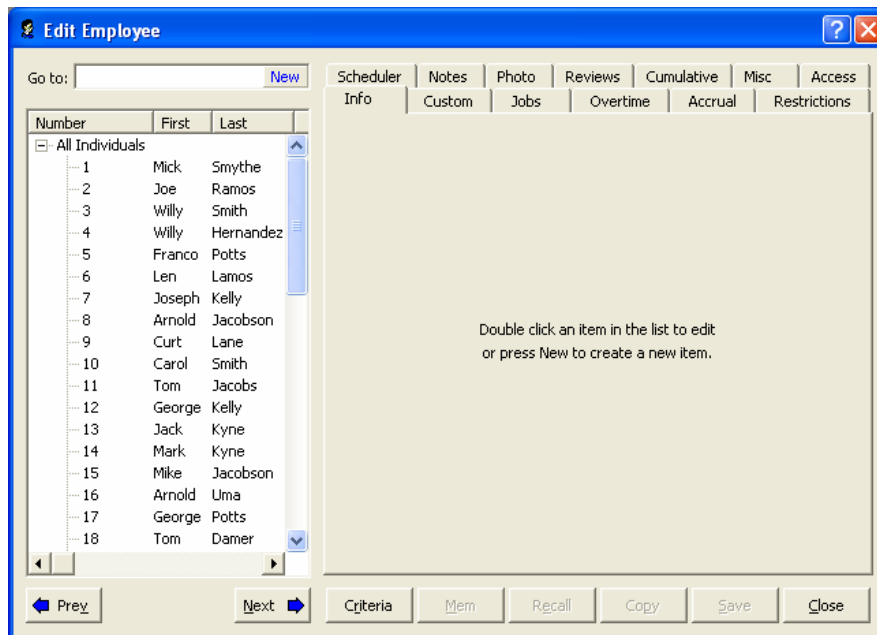 Edit Employee
Go to: New
Number First Last
All Individuals
1 Mick Smythe
2 Joe Ramos
3 Willy Smith
4 Willy Hernandez
5 Franco Potts
6 Len Lamos
7 Joseph Kelly
8 Arnold Jacobson
9 Curt Lane
10 Carol Smith
11 Tom Jacobs
12 George Kelly
13 Jack Kyne
14 Mark Kyne
15 Mike Jacobson
16 Arnold Uma
17 George Potts
18 Tom Damer
Prev Next
Scheduler Notes Photo Reviews Cumulative Misc Access
Info Custom Jobs Overtime Accrual Restrictions
Double click an item in the list to edit
or press New to create a new item.
Criteria Mem Recall Copy Save Close